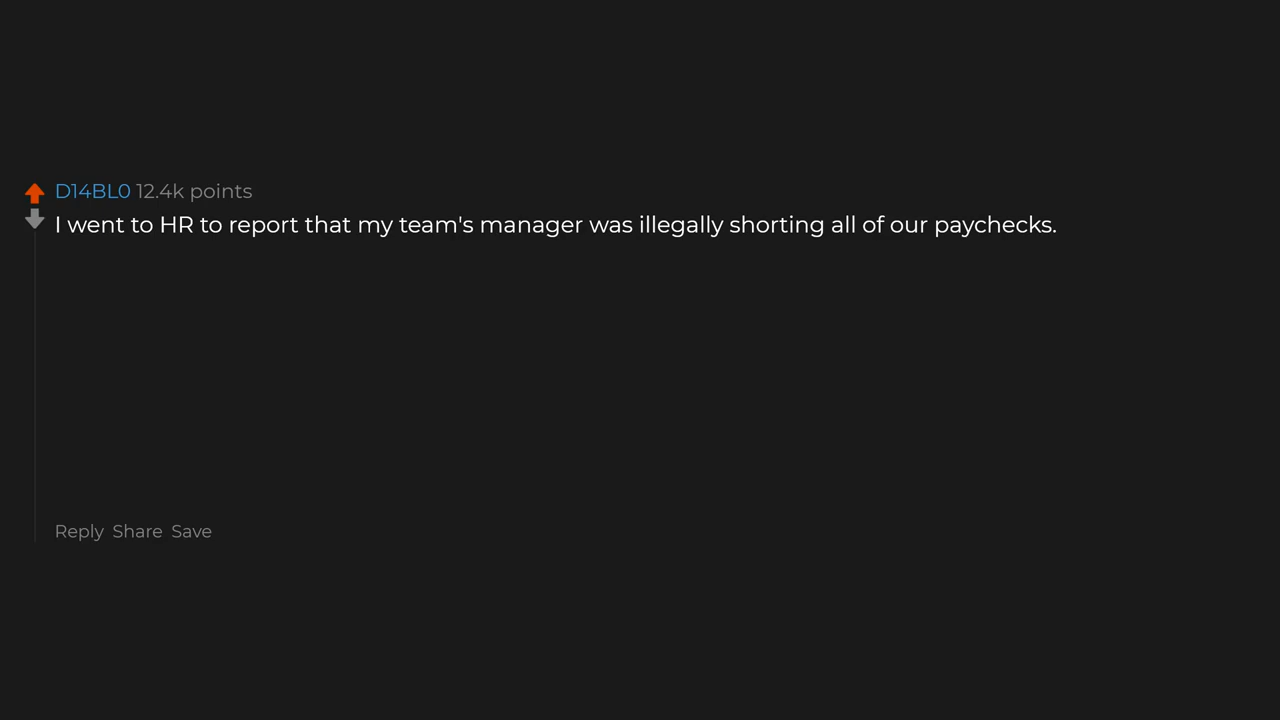 D14BL0 12.4k points
I went to HR to report that my team's manager was illegally shorting all of our paychecks.
Reply Share Save